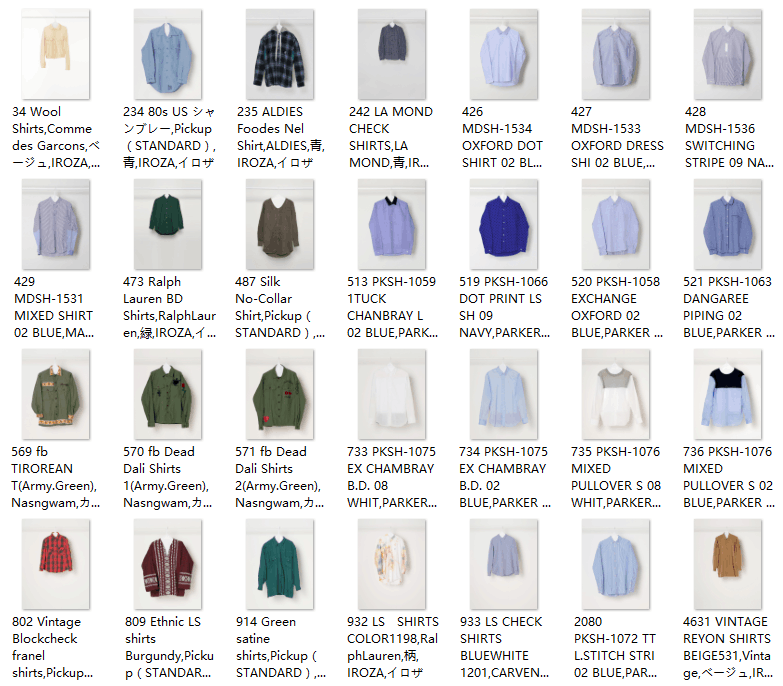 34 Wool
Shirts,Comme
des Garcons,ベ
ージュ,IROZA,...
234 80s US シャ
ンブレー,Pickup
（STANDARD）,
青,IROZA,イロザ
235 ALDIES
Foodes Nel
Shirt,ALDIES,青,
IROZA,イロザ
242 LA MOND
CHECK
SHIRTS,LA
MOND,青,IR...
426
MDSH-1534
OXFORD DOT
SHIRT 02 BL...
427
MDSH-1533
OXFORD DRESS
SHI 02 BLUE,...
428
MDSH-1536
SWITCHING
STRIPE 09 NA...
429
MDSH-1531
MIXED SHIRT
02 BLUE,MA...
473 Ralph
Lauren BD
Shirts,RalphLaur
en,緑,IROZA,イ...
487 Silk
No-Collar
Shirt,Pickup（
STANDARD）,...
513 PKSH-1059
1TUCK
CHANBRAY L
02 BLUE,PARK...
519 PKSH-1066
DOT PRINT LS
SH 09
NAVY,PARKER...
520 PKSH-1058
EXCHANGE
OXFORD 02
BLUE,PARKER ...
521 PKSH-1063
DANGAREE
PIPING 02
BLUE,PARKER ...
569 fb
TIROREAN
T(Army.Green),
Nasngwam,カ...
570 fb Dead
Dali Shirts
1(Army.Green),
Nasngwam,カ...
571 fb Dead
Dali Shirts
2(Army.Green),
Nasngwam,カ...
733 PKSH-1075
EX CHAMBRAY
B.D. 08
WHIT,PARKER...
734 PKSH-1075
EX CHAMBRAY
B.D. 02
BLUE,PARKER ...
735 PKSH-1076
MIXED
PULLOVER S 08
WHIT,PARKER...
736 PKSH-1076
MIXED
PULLOVER S 02
BLUE,PARKER ...
802 Vintage
Blockcheck
franel
shirts,Pickup...
809 Ethnic LS
shirts
Burgundy,Picku
p（STANDAR...
914 Green
satine
shirts,Pickup（
STANDARD）,...
932 LS　SHIRTS
COLOR1198,Ral
phLauren,柄,
IROZA,イロザ
933 LS CHECK
SHIRTS
BLUEWHITE
1201,CARVEN...
2080
PKSH-1072 TT
L.STITCH STRI
02 BLUE,PAR...
4631 VINTAGE
REYON SHIRTS
BEIGE531,Vinta
ge,ベージュ,IR...